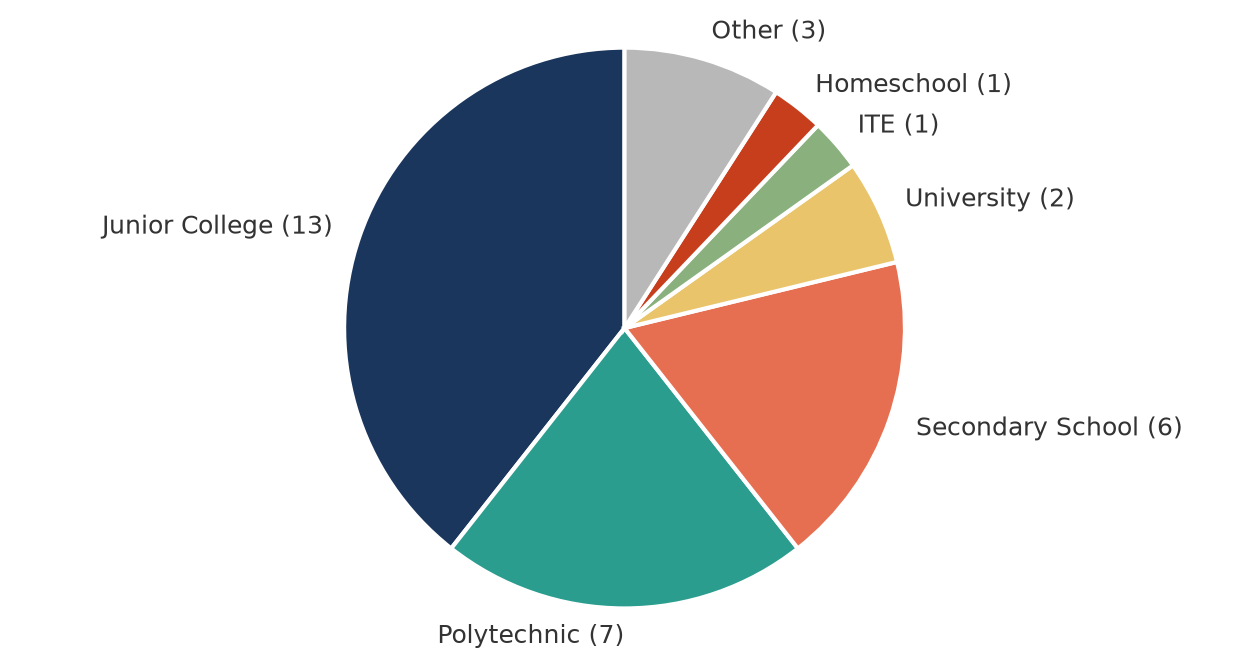 Other (3)
Homeschool (1)
ITE (1)
University (2)
Junior College (13)
Secondary School (6)
Polytechnic (7)